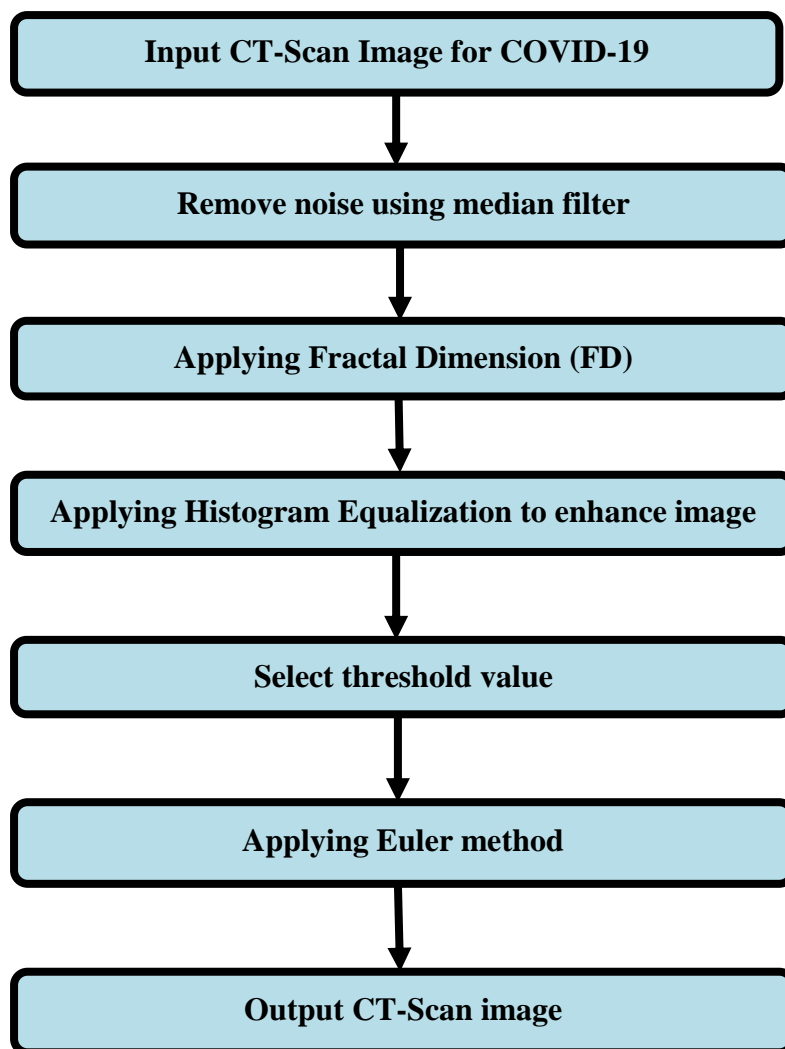 Input CT-Scan Image for COVID-19
Remove noise using median filter
Applying Fractal Dimension (FD)
Applying Histogram Equalization to enhance image
Select threshold value
Applying Euler method
Output CT-Scan image